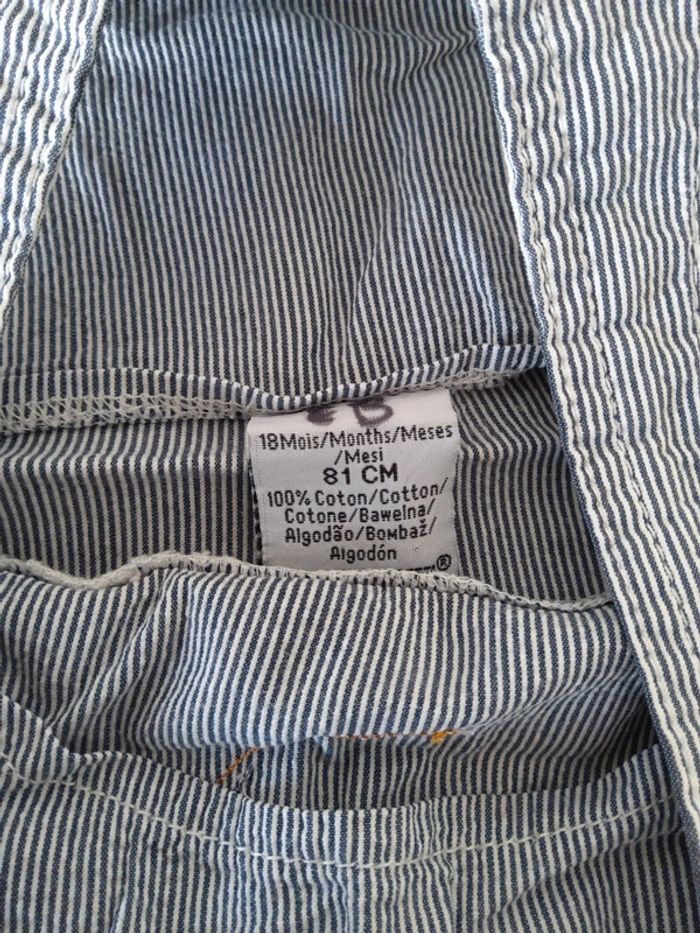 18Mois/Months/Meses
/Mesi
81 CM
100% Coton/Cotton/
Cotone/Bawełna/
Algodão/Bombaž/
Algodón